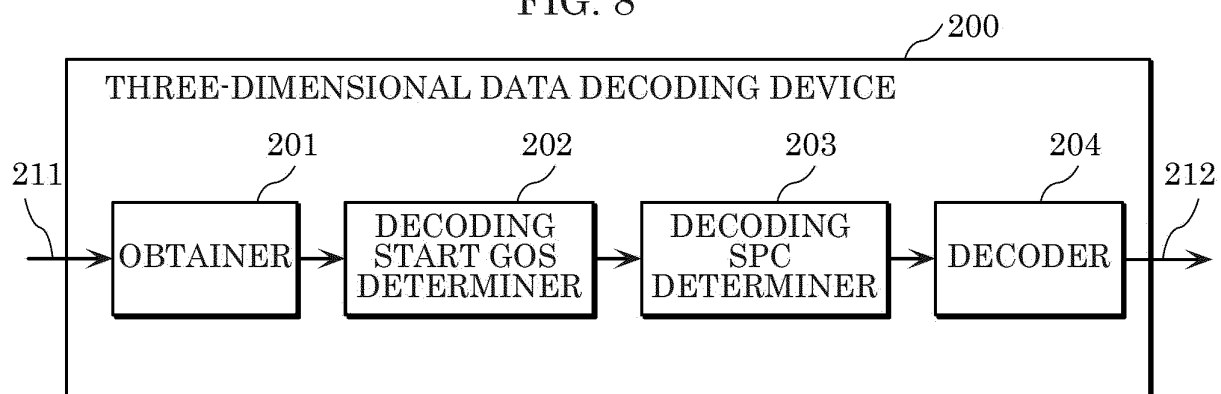 FIG. 8
200
THREE-DIMENSIONAL DATA DECODING DEVICE
201
202
203
204
211
212
OBTAINER
DECODING
START GOS
DETERMINER
DECODING
SPC
DETERMINER
DECODER